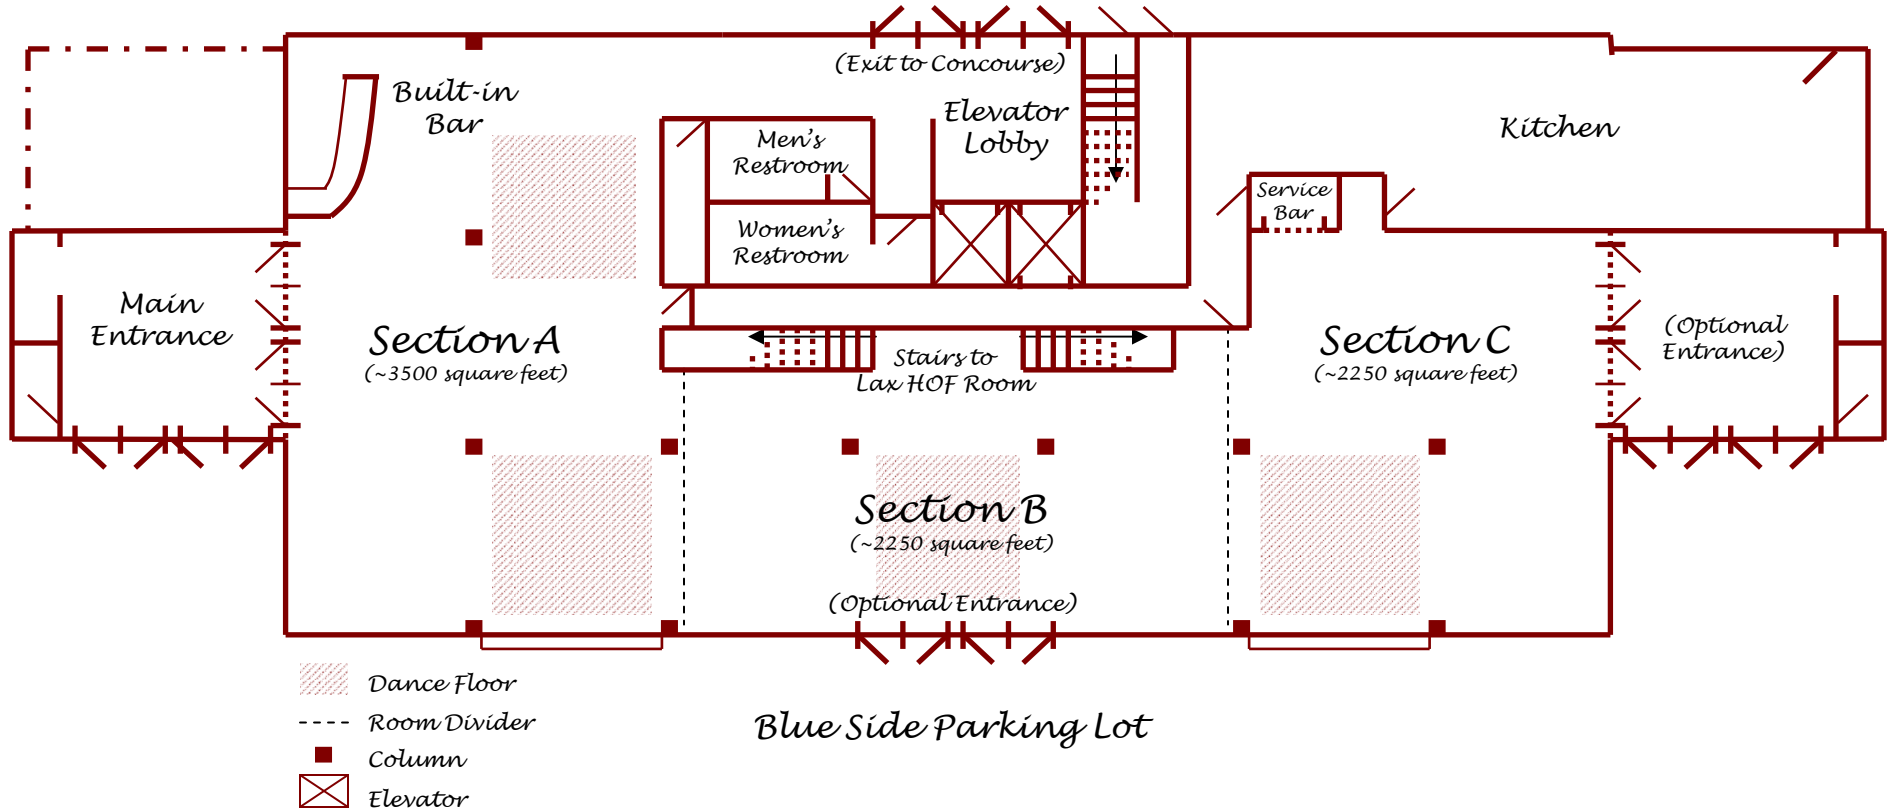 (Exit to Concourse)
Built-in
Bar
Elevator
Lobby
Kitchen
Men's
Restroom
Service
Bar
Women's
Restroom
Main
Entrance
Section A
(~3500 square feet)
Stairs to
Lax HOF Room
Section C
(~2250 square feet)
(Optional
Entrance)
Section B
(~2250 square feet)
(Optional Entrance)
Dance Floor
Room Divider
Column
Elevator
Blue Side Parking Lot